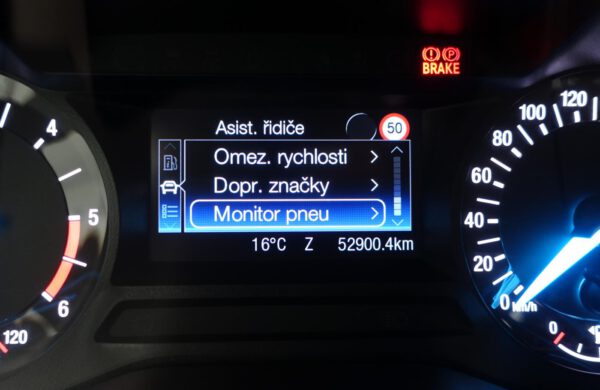 BRAKE
Asist. řidiče
50
Omez. rychlosti
Dopr. značky
Monitor pneu
16°C Z 52900.4km
4
5
6
120
120
100
80
60
40
20
0
km/h
0